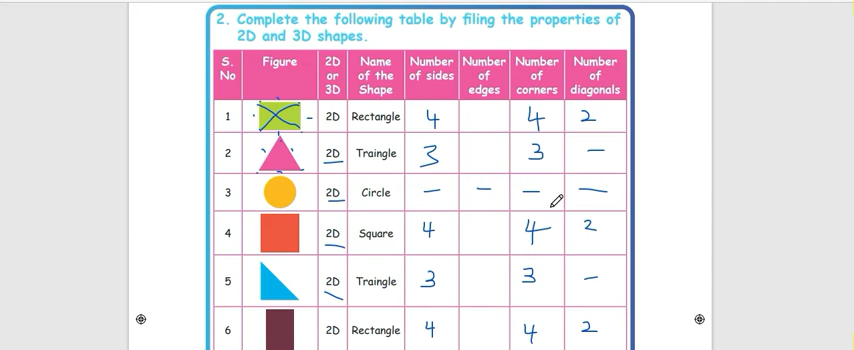 2. Complete the following table by filing the properties of
2D and 3D shapes.
S. No Figure 2D or 3D Name of the Shape Number of sides Number of edges Number of corners Number of diagonals
1 2D Rectangle 4 4 2
2 2D Traingle 3 3 –
3 2D Circle – – – –
4 2D Square 4 4 2
5 2D Traingle 3 3 –
6 2D Rectangle 4 4 2